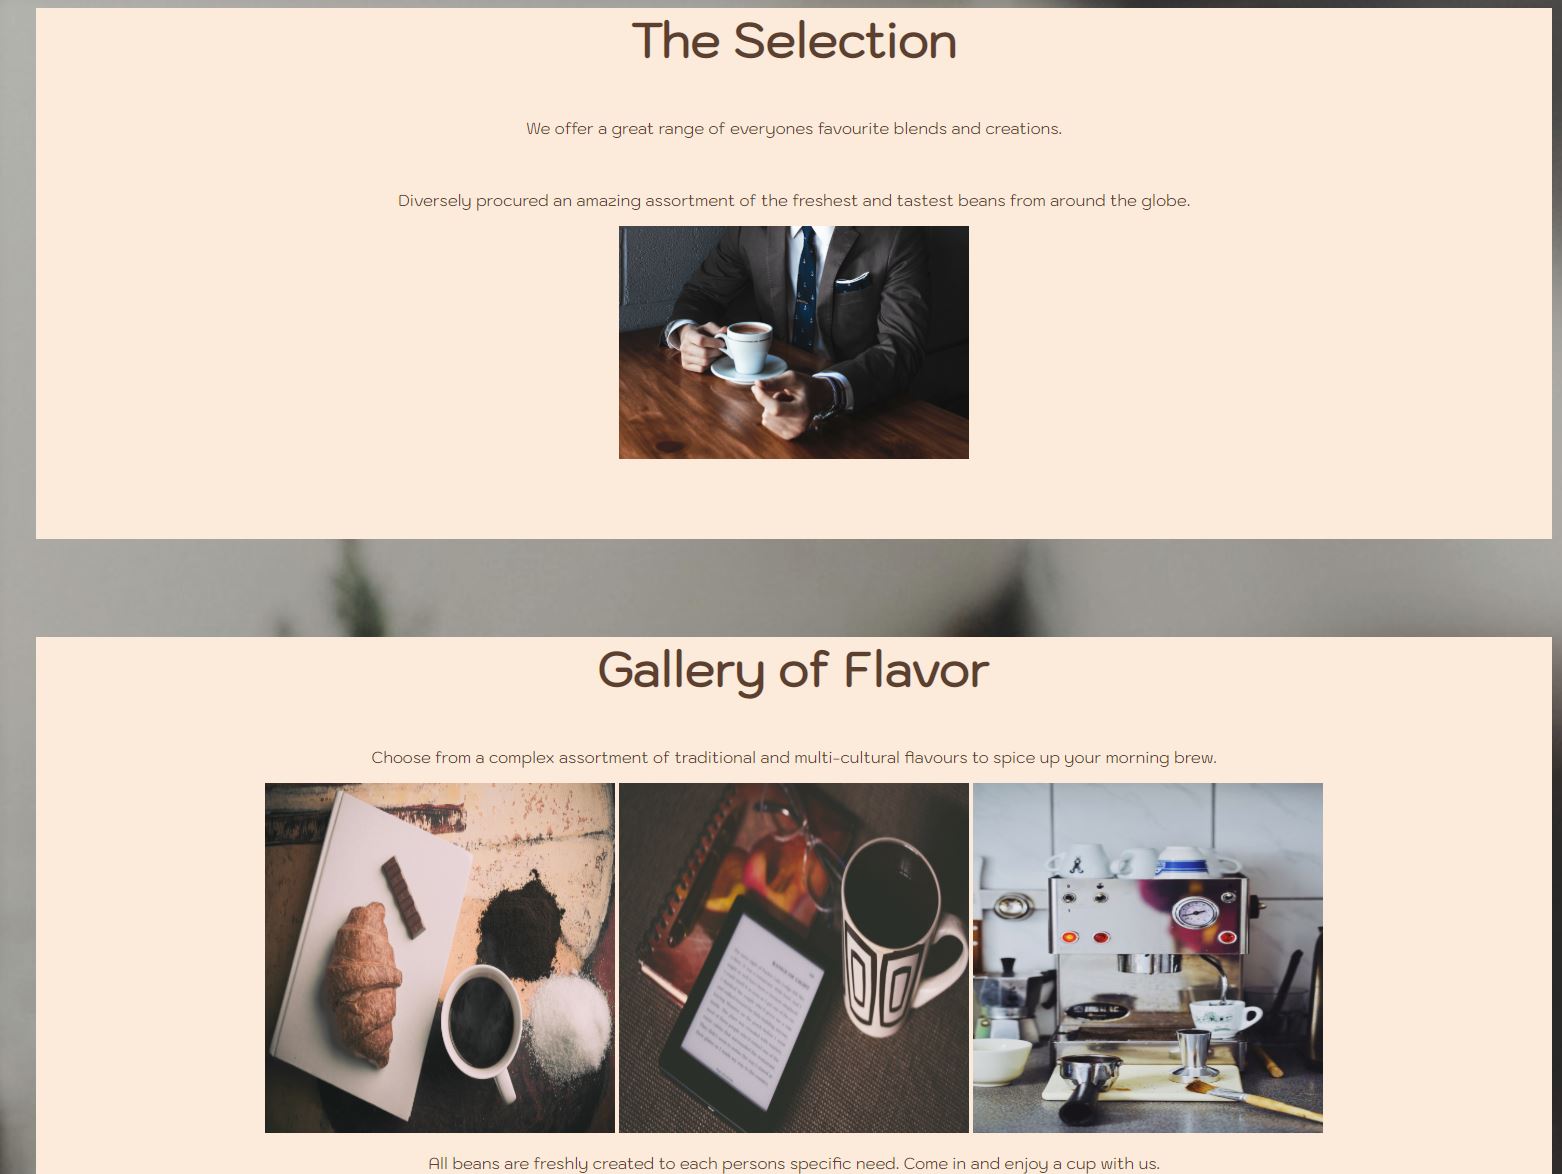 The Selection
We offer a great range of everyones favourite blends and creations.
Diversely procured an amazing assortment of the freshest and tastest beans from around the globe.
Gallery of Flavor
Choose from a complex assortment of traditional and multi-cultural flavours to spice up your morning brew.
All beans are freshly created to each persons specific need. Come in and enjoy a cup with us.